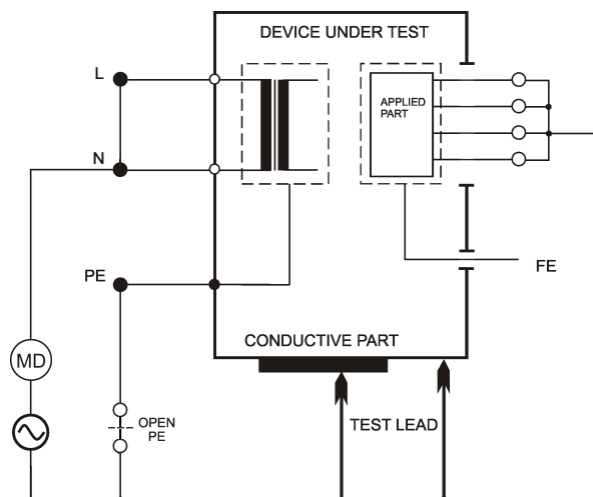 DEVICE UNDER TEST
L
APPLIED
PART
N
PE
FE
CONDUCTIVE PART
MD
OPEN
PE
TEST LEAD